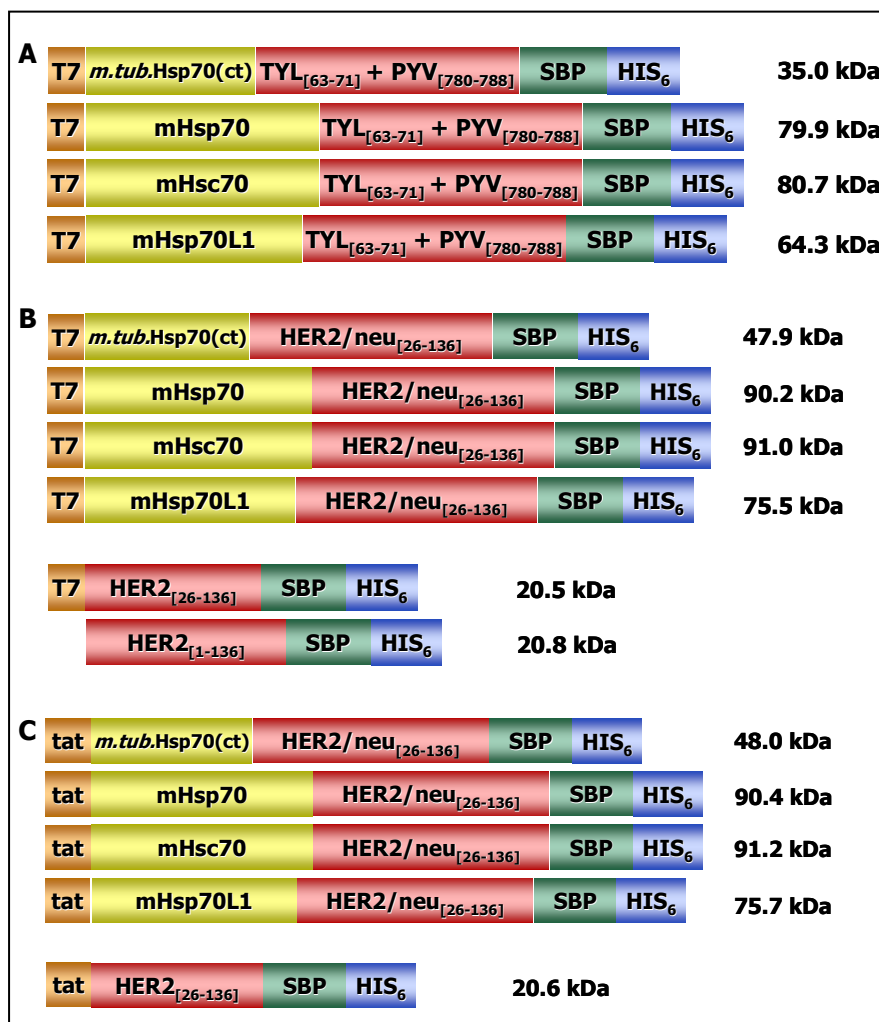 A T7 m.tub.Hsp70(ct) TYL[63-71] + PYV[780-788] SBP HIS6 35.0 kDa
T7 mHsp70 TYL[63-71] + PYV[780-788] SBP HIS6 79.9 kDa
T7 mHsc70 TYL[63-71] + PYV[780-788] SBP HIS6 80.7 kDa
T7 mHsp70L1 TYL[63-71] + PYV[780-788] SBP HIS6 64.3 kDa
B T7 m.tub.Hsp70(ct) HER2/neu[26-136] SBP HIS6 47.9 kDa
T7 mHsp70 HER2/neu[26-136] SBP HIS6 90.2 kDa
T7 mHsc70 HER2/neu[26-136] SBP HIS6 91.0 kDa
T7 mHsp70L1 HER2/neu[26-136] SBP HIS6 75.5 kDa
T7 HER2[26-136] SBP HIS6 20.5 kDa
HER2[1-136] SBP HIS6 20.8 kDa
C tat m.tub.Hsp70(ct) HER2/neu[26-136] SBP HIS6 48.0 kDa
tat mHsp70 HER2/neu[26-136] SBP HIS6 90.4 kDa
tat mHsc70 HER2/neu[26-136] SBP HIS6 91.2 kDa
tat mHsp70L1 HER2/neu[26-136] SBP HIS6 75.7 kDa
tat HER2[26-136] SBP HIS6 20.6 kDa